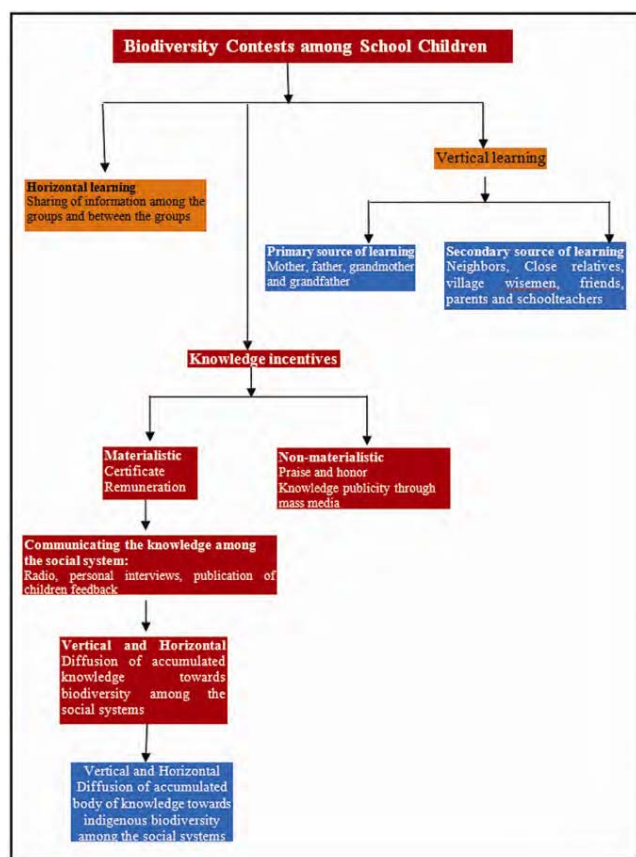 Biodiversity Contests among School Children
Vertical learning
Horizontal learning
Sharing of information among the
groups and between the groups
Primary source of learning
Mother, father, grandmother
and grandfather
Secondary source of learning
Neighbors, Close relatives,
village wisemen, friends,
parents and schoolteachers
Knowledge incentives
Materialistic
Certificate
Remuneration
Non-materialistic
Praise and honor
Knowledge publicity through
mass media
Communicating the knowledge among
the social system:
Radio, personal interviews, publication of
children feedback
Vertical and Horizontal
Diffusion of accumulated
knowledge towards
biodiversity among the
social systems
Vertical and Horizontal
Diffusion of accumulated
body of knowledge towards
indigenous biodiversity
among the social systems